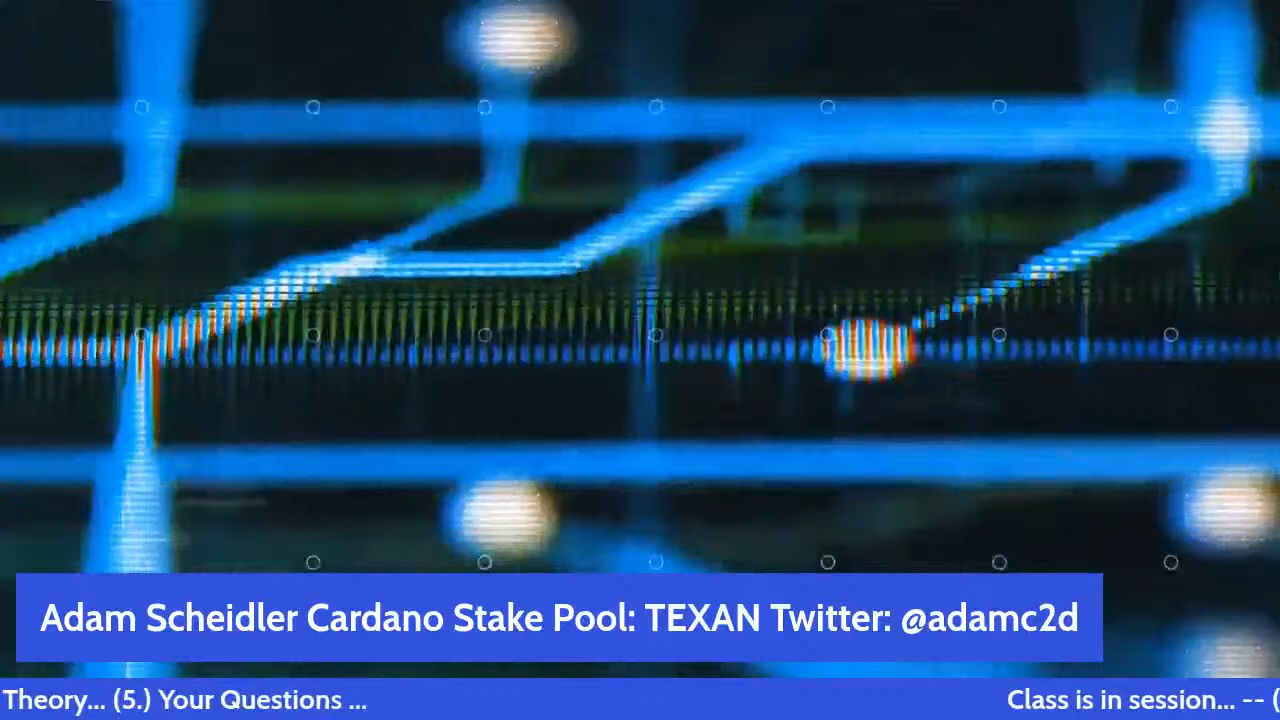 Adam Scheidler Cardano Stake Pool: TEXAN Twitter: @adamc2d
Theory... (5.) Your Questions ... Class is in session... -- (